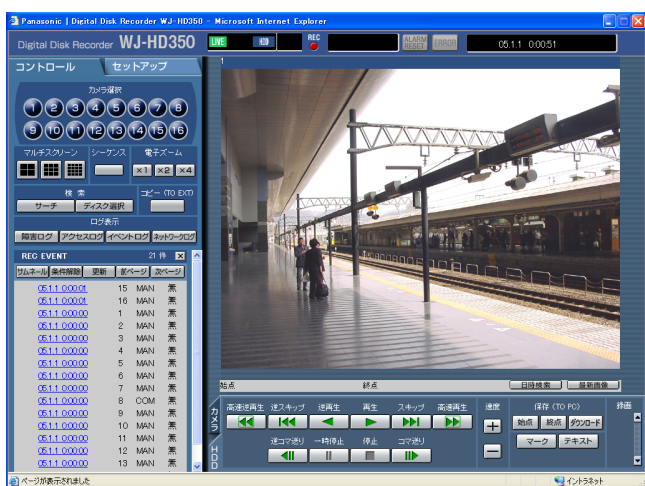 Panasonic | Digital Disk Recorder WJ-HD350 - Microsoft Internet Explorer
Digital Disk Recorder WJ-HD350
LIVE HDD REC ALARM RESET ERROR 05.1.1 0:00:51
コントロール セットアップ
1
カメラ選択
1 2 3 4 5 6 7 8
9 10 11 12 13 14 15 16
マルチスクリーン シーケンス 電子ズーム
×1 ×2 ×4
検 索 コピー (TO EXT)
サーチ ディスク選択
ログ表示
障害ログ アクセスログ イベントログ ネットワークログ
REC EVENT 21 件
サムネール 条件解除 更新 前ページ 次ページ
05.1.1 0:00:01 15 MAN 無
05.1.1 0:00:01 16 MAN 無
05.1.1 0:00:00 1 MAN 無
05.1.1 0:00:00 2 MAN 無
05.1.1 0:00:00 3 MAN 無
05.1.1 0:00:00 4 MAN 無
05.1.1 0:00:00 5 MAN 無
05.1.1 0:00:00 6 MAN 無
05.1.1 0:00:00 7 MAN 無
05.1.1 0:00:00 8 COM 無
05.1.1 0:00:00 9 MAN 無
05.1.1 0:00:00 10 MAN 無
05.1.1 0:00:00 11 MAN 無
05.1.1 0:00:00 12 MAN 無
05.1.1 0:00:00 13 MAN 無
始点 終点 日時検索 最新画像
カメラ
HDD
高速逆再生 逆スキップ 逆再生 再生 スキップ 高速再生 速度 保存 (TO PC) 録画
始点 終点 ダウンロード
逆コマ送り 一時停止 停止 コマ送り
マーク テキスト
ページが表示されました イントラネット